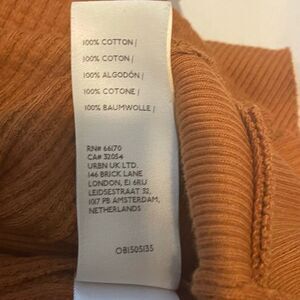 100% COTTON /
100% COTON /
100% ALGODÓN /
100% COTONE /
100% BAUMWOLLE /
RN# 66170
CA# 32054
URBN UK LTD.
146 BRICK LANE
LONDON, E1 6RU
LEIDSESTRAAT 32,
1017 PB AMSTERDAM,
NETHERLANDS
OB1505135